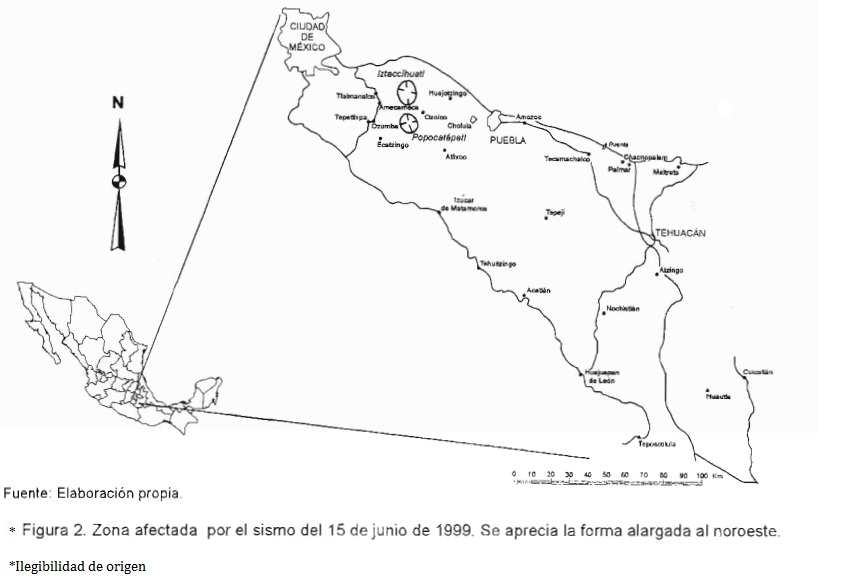 CIUDAD
DE
MÉXICO
Iztaccíhuatl
Tlalmanalco
Huejotzingo
Amecameca
N
Ozolco
Amozoc
Tepetlixpa
Ozumba
Cholula
Popocatépetl
PUEBLA
Ecatzingo
Puente
Atlixco
Tecamachalco
Palmar
Maltrata
Izúcar
de Matamoros
Tepeji
TEHUACÁN
Tehuitzingo
Acatlán
Nochixtlán
Huajuapan
de León
Cuicatlán
Huautla
Teposcolula
0 10 20 30 40 50 60 70 80 90 100 Km
Fuente: Elaboración propia.
* Figura 2. Zona afectada por el sismo del 15 de junio de 1999. Se aprecia la forma alargada al noroeste.
*Ilegibilidad de origen